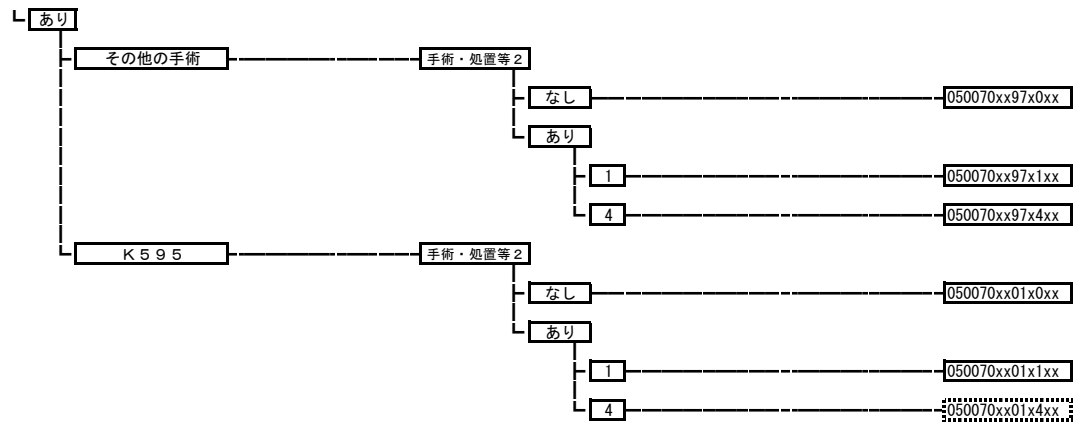 あり
その他の手術 手術・処置等2
なし 050070xx97x0xx
あり
1 050070xx97x1xx
4 050070xx97x4xx
K595 手術・処置等2
なし 050070xx01x0xx
あり
1 050070xx01x1xx
4 050070xx01x4xx